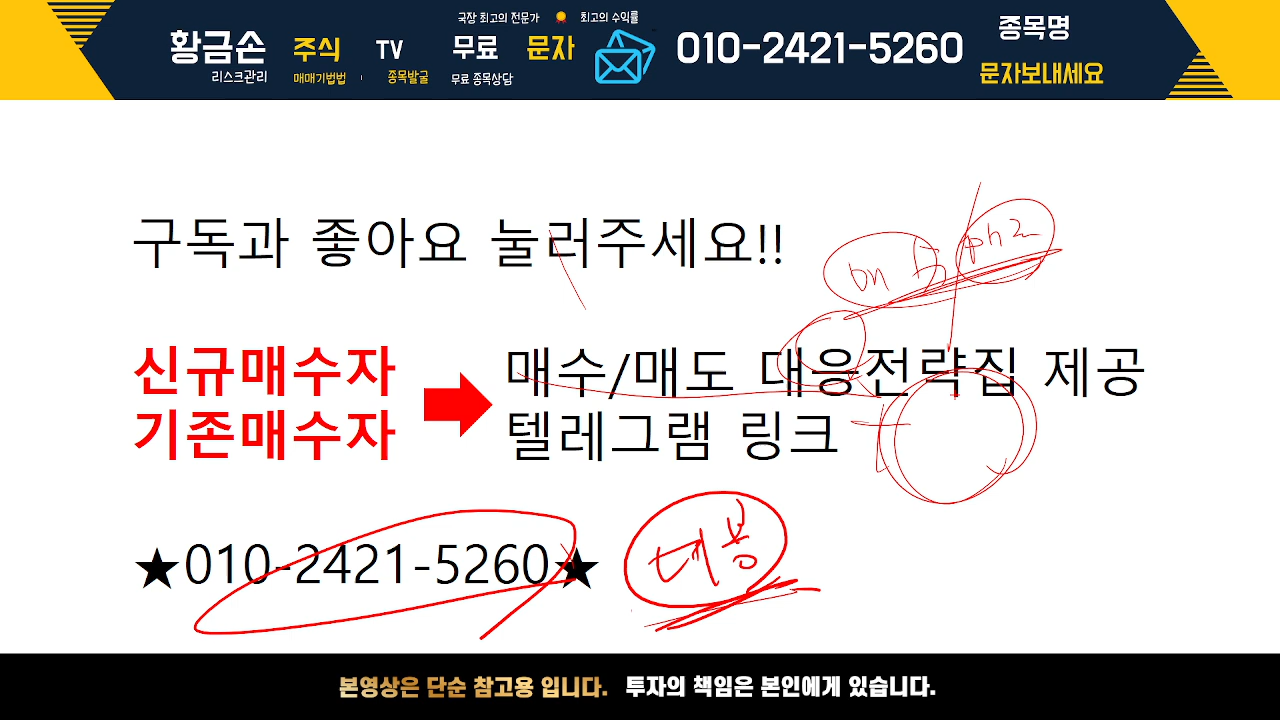 국장 최고의 전문가 최고의 수익률
황금손 주식 TV 무료 문자 010-2421-5260 종목명
리스크관리 매매기법법 종목발굴 무료 종목상담 문자보내세요
구독과 좋아요 눌러주세요!!
신규매수자 매수/매도 대응전략집 제공
기존매수자 텔레그램 링크
★010-2421-5260★ 대응
본영상은 단순 참고용 입니다. 투자의 책임은 본인에게 있습니다.